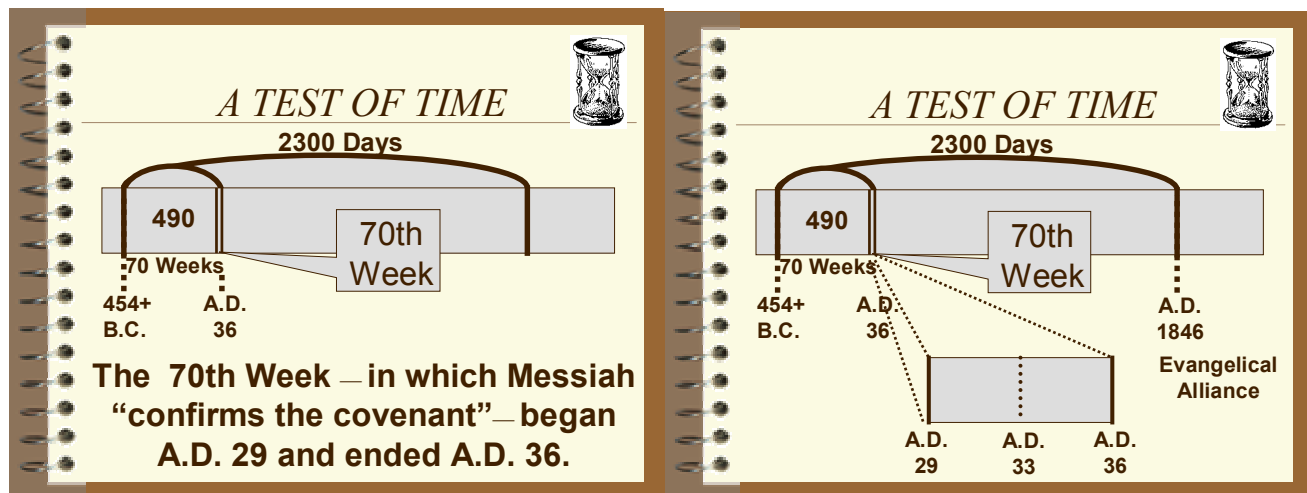 A TEST OF TIME
2300 Days
490
70th
Week
70 Weeks
454+
B.C.
A.D.
36
The 70th Week — in which Messiah
“confirms the covenant”— began
A.D. 29 and ended A.D. 36.
A TEST OF TIME
2300 Days
490
70th
Week
70 Weeks
454+
B.C.
A.D.
36
A.D.
1846
Evangelical
Alliance
A.D.
29
A.D.
33
A.D.
36